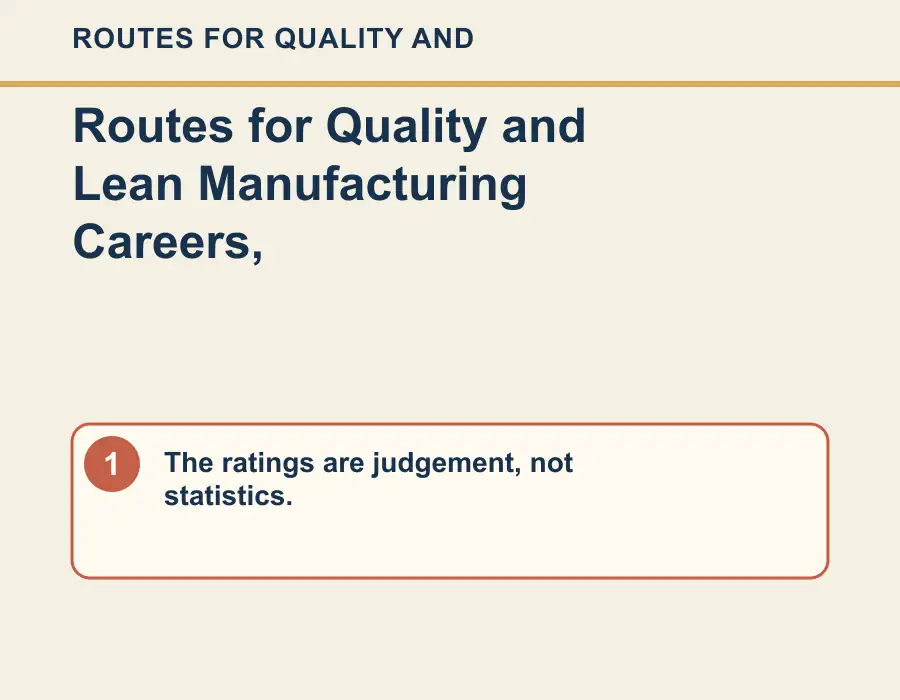 ROUTES FOR QUALITY AND
Routes for Quality and
Lean Manufacturing
Careers,
1
The ratings are judgement, not
statistics.